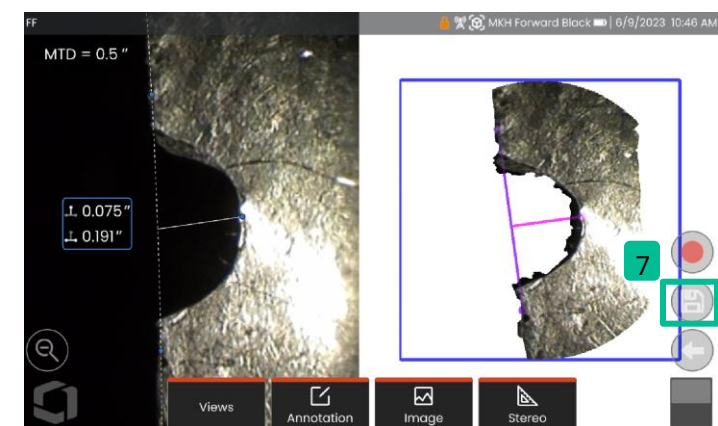 FF
MKH Forward Black 6/9/2023 10:46 AM
MTD = 0.5 "
0.075"
0.191"
7
Views
Annotation
Image
Stereo